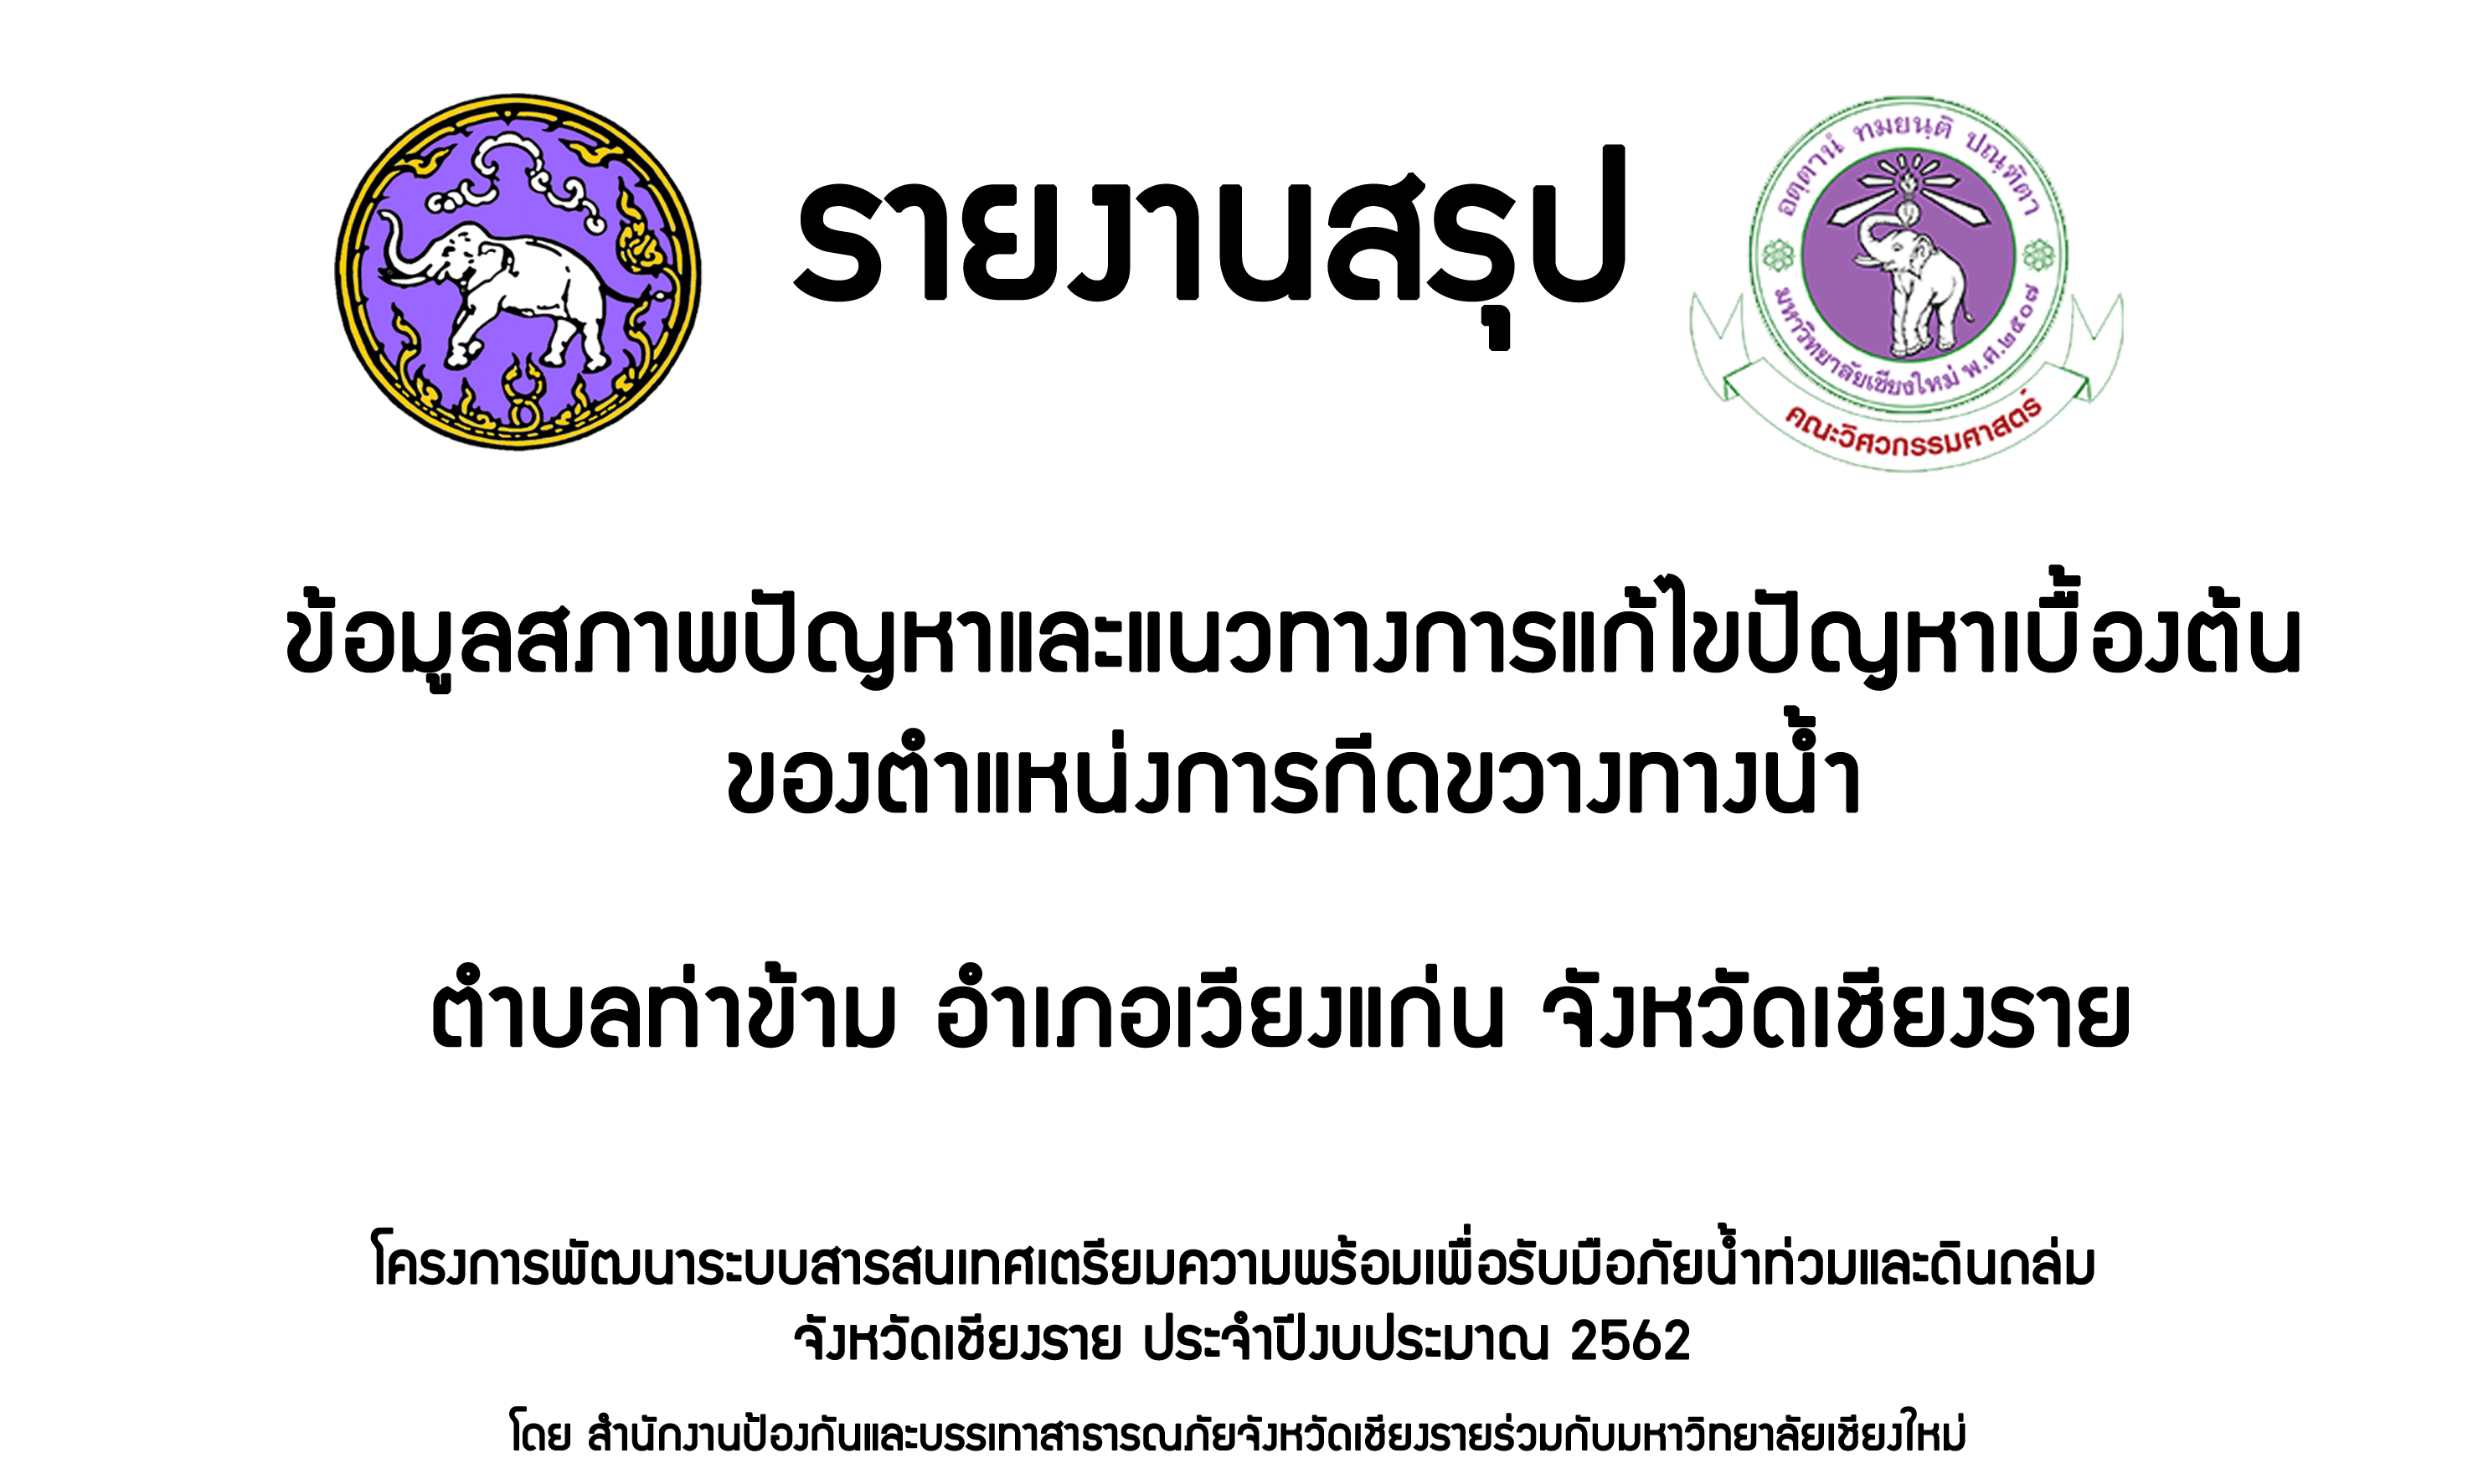 รายงานสรุป
อตฺตานํ ทมยนฺติ ปณฺฑิตา
มหาวิทยาลัยเชียงใหม่ พ.ศ.๒๕๐๗
คณะวิศวกรรมศาสตร์
ข้อมูลสภาพปัญหาและแนวทางการแก้ไขปัญหาเบื้องต้น
ของตำแหน่งการกีดขวางทางน้ำ
ตำบลท่าข้าม อำเภอเวียงแก่น จังหวัดเชียงราย
โครงการพัฒนาระบบสารสนเทศเตรียมความพร้อมเพื่อรับมือภัยน้ำท่วมและดินถล่ม
จังหวัดเชียงราย ประจำปีงบประมาณ 2562
โดย สำนักงานป้องกันและบรรเทาสาธารณภัยจังหวัดเชียงรายร่วมกับมหาวิทยาลัยเชียงใหม่